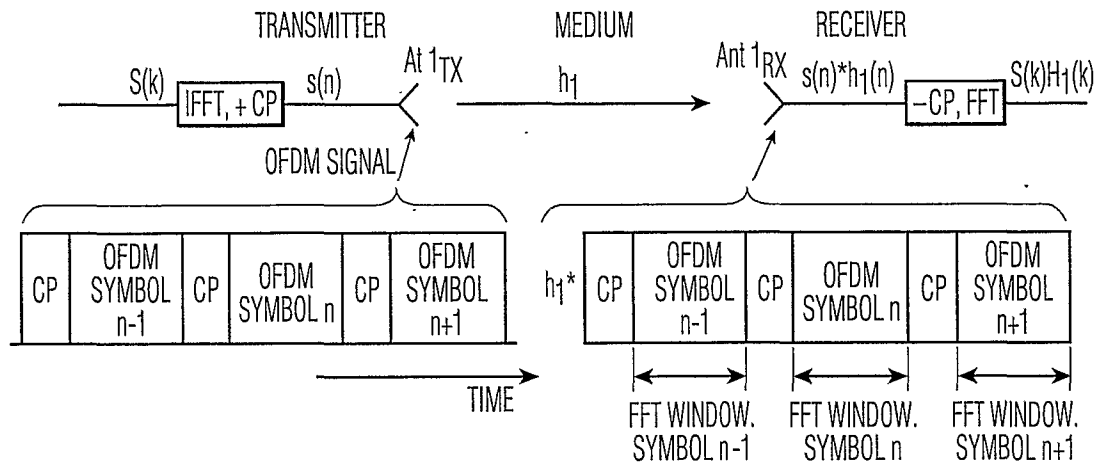 TRANSMITTER
MEDIUM
RECEIVER
S(k)
IFFT, + CP
s(n)
At 1TX
h1
Ant 1RX
s(n)*h1(n)
–CP, FFT
S(k)H1(k)
OFDM SIGNAL
CP
OFDM
SYMBOL
n-1
CP
OFDM
SYMBOL n
CP
OFDM
SYMBOL
n+1
h1*
CP
OFDM
SYMBOL
n-1
CP
OFDM
SYMBOL n
CP
OFDM
SYMBOL
n+1
TIME
FFT WINDOW.
SYMBOL n-1
FFT WINDOW.
SYMBOL n
FFT WINDOW.
SYMBOL n+1